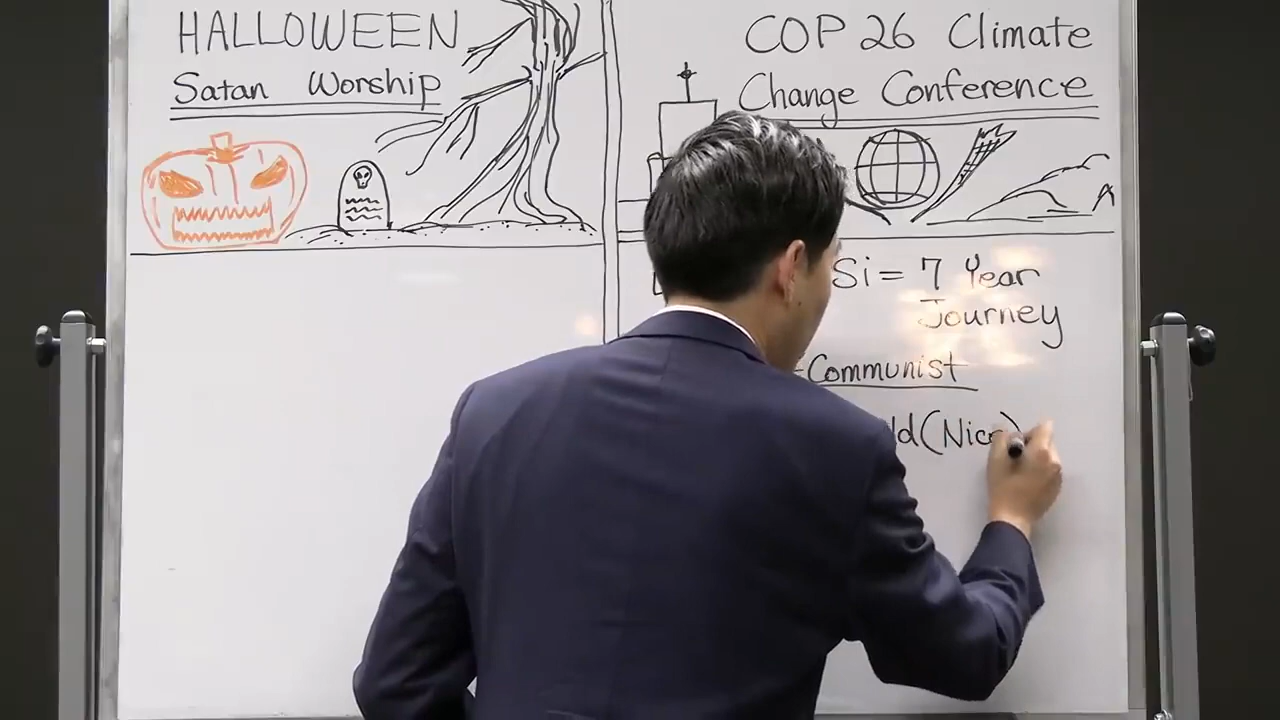 HALLOWEEN
Satan Worship
COP 26 Climate
Change Conference
Si = 7 Year
Journey
-Communist